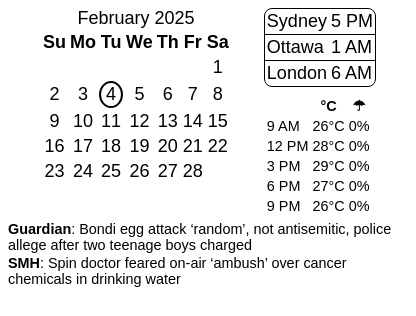 February 2025
Su Mo Tu We Th Fr Sa
1
2 3 4 5 6 7 8
9 10 11 12 13 14 15
16 17 18 19 20 21 22
23 24 25 26 27 28
Sydney 5 PM
Ottawa 1 AM
London 6 AM
°C ☂
9 AM 26°C 0%
12 PM 28°C 0%
3 PM 29°C 0%
6 PM 27°C 0%
9 PM 26°C 0%
Guardian: Bondi egg attack ‘random’, not antisemitic, police
allege after two teenage boys charged
SMH: Spin doctor feared on-air ‘ambush’ over cancer
chemicals in drinking water